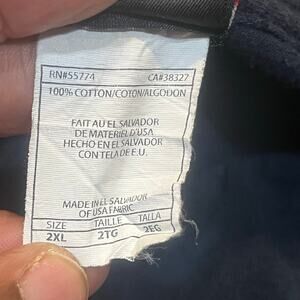 RN#55774 CA#38327
100% COTTON/COTON/ALGODON
FAIT AU EL SALVADOR
DE MATERIEL D'USA
HECHO EN EL SALVADOR
CON TELA DE E.U.
MADE IN EL SALVADOR
OF USA FABRIC
SIZE TAILLE TALLA
2XL 2TG 2EG